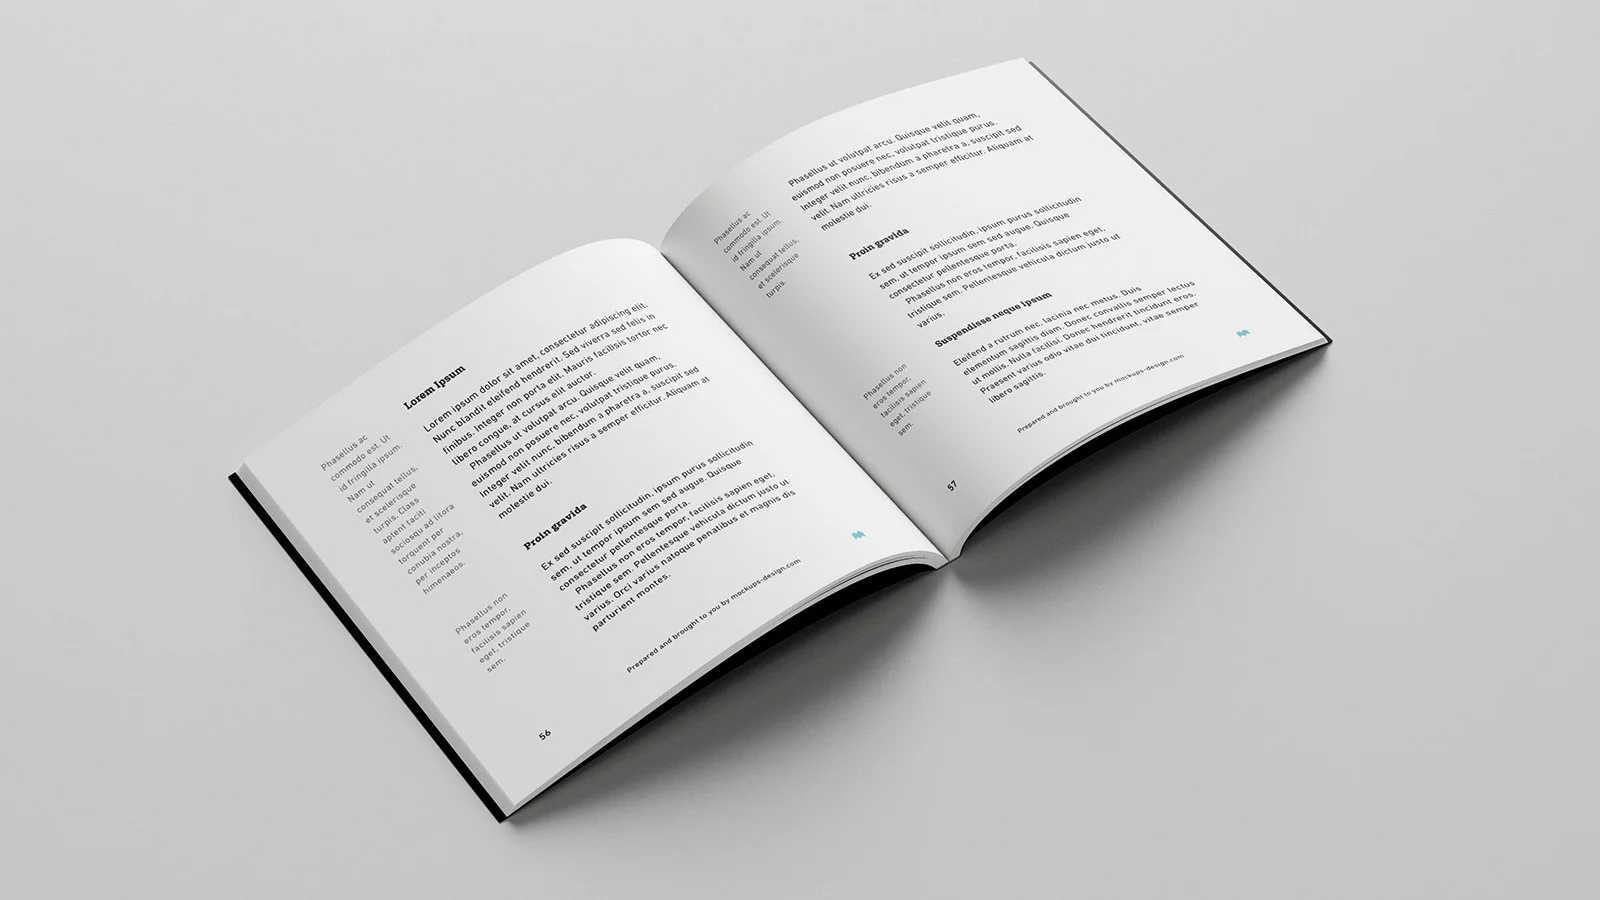 Lorem Ipsum
Lorem ipsum dolor sit amet, consectetur adipiscing elit.
Nunc blandit eleifend hendrerit. Sed viverra sed felis in
finibus. Integer non porta elit. Mauris facilisis tortor nec
libero congue, at cursus elit auctor.
Phasellus ut volutpat arcu. Quisque velit quam,
euismod non posuere nec, volutpat tristique purus.
Integer velit nunc, bibendum a pharetra a, suscipit sed
velit. Nam ultricies risus a semper efficitur. Aliquam at
molestie dui.
Phasellus ac
commodo est. Ut
id fringilla ipsum.
Nam ut
consequat tellus,
et scelerisque
turpis. Class
aptent taciti
sociosqu ad litora
torquent per
conubia nostra,
per inceptos
himenaeos.
Proin gravida
Ex sed suscipit sollicitudin, ipsum purus sollicitudin
sem, ut tempor ipsum sem sed augue. Quisque
consectetur pellentesque porta.
Phasellus non eros tempor, facilisis sapien eget,
tristique sem. Pellentesque vehicula dictum justo ut
varius. Orci varius natoque penatibus et magnis dis
parturient montes.
Phasellus non
eros tempor,
facilisis sapien
eget, tristique
sem.
Prepared and brought to you by mockups-design.com
56
Phasellus ut volutpat arcu. Quisque velit quam,
euismod non posuere nec, volutpat tristique purus.
Integer velit nunc, bibendum a pharetra a, suscipit sed
velit. Nam ultricies risus a semper efficitur. Aliquam at
molestie dui.
Phasellus ac
commodo est. Ut
id fringilla ipsum.
Nam ut
consequat tellus,
et scelerisque
turpis.
Proin gravida
Ex sed suscipit sollicitudin, ipsum purus sollicitudin
sem, ut tempor ipsum sem sed augue. Quisque
consectetur pellentesque porta.
Phasellus non eros tempor, facilisis sapien eget,
tristique sem. Pellentesque vehicula dictum justo ut
varius.
Suspendisse neque ipsum
Eleifend a rutrum nec, lacinia nec metus. Duis
elementum sagittis diam. Donec convallis semper lectus
ut mollis. Nulla facilisi. Donec hendrerit tincidunt eros.
Praesent varius odio vitae dui tincidunt, vitae semper
libero sagitis.
Phasellus non
eros tempor,
facilisis sapien
eget, tristique
sem.
Prepared and brought to you by mockups-design.com
57